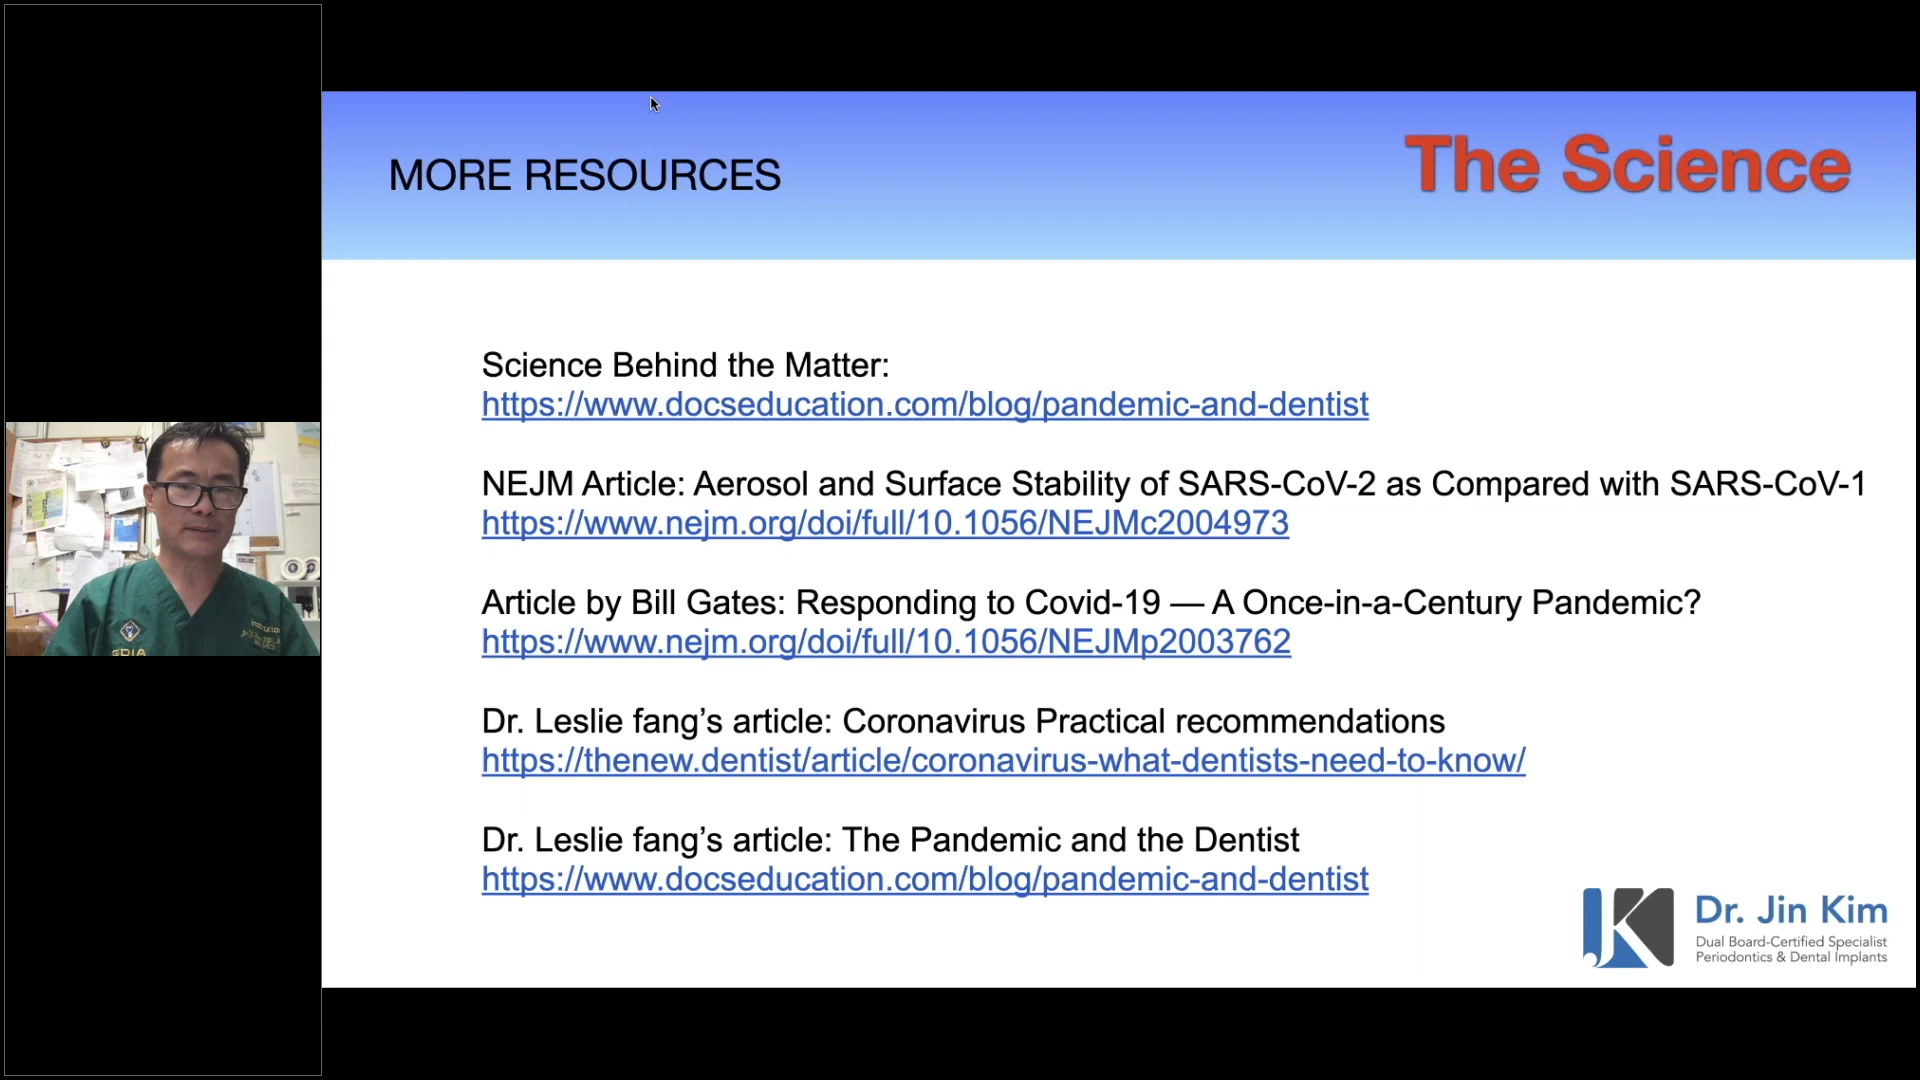 MORE RESOURCES
The Science
Science Behind the Matter:
https://www.docseducation.com/blog/pandemic-and-dentist
NEJM Article: Aerosol and Surface Stability of SARS-CoV-2 as Compared with SARS-CoV-1
https://www.nejm.org/doi/full/10.1056/NEJMc2004973
Article by Bill Gates: Responding to Covid-19 — A Once-in-a-Century Pandemic?
https://www.nejm.org/doi/full/10.1056/NEJMp2003762
Dr. Leslie fang’s article: Coronavirus Practical recommendations
https://thenew.dentist/article/coronavirus-what-dentists-need-to-know/
Dr. Leslie fang’s article: The Pandemic and the Dentist
https://www.docseducation.com/blog/pandemic-and-dentist
JK
Dr. Jin Kim
Dual Board-Certified Specialist
Periodontics & Dental Implants